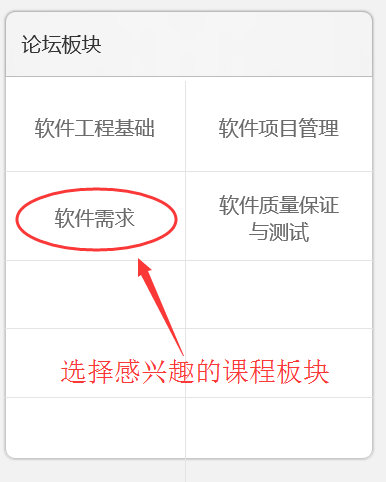 论坛板块
软件工程基础
软件项目管理
软件需求
软件质量保证
与测试
选择感兴趣的课程板块